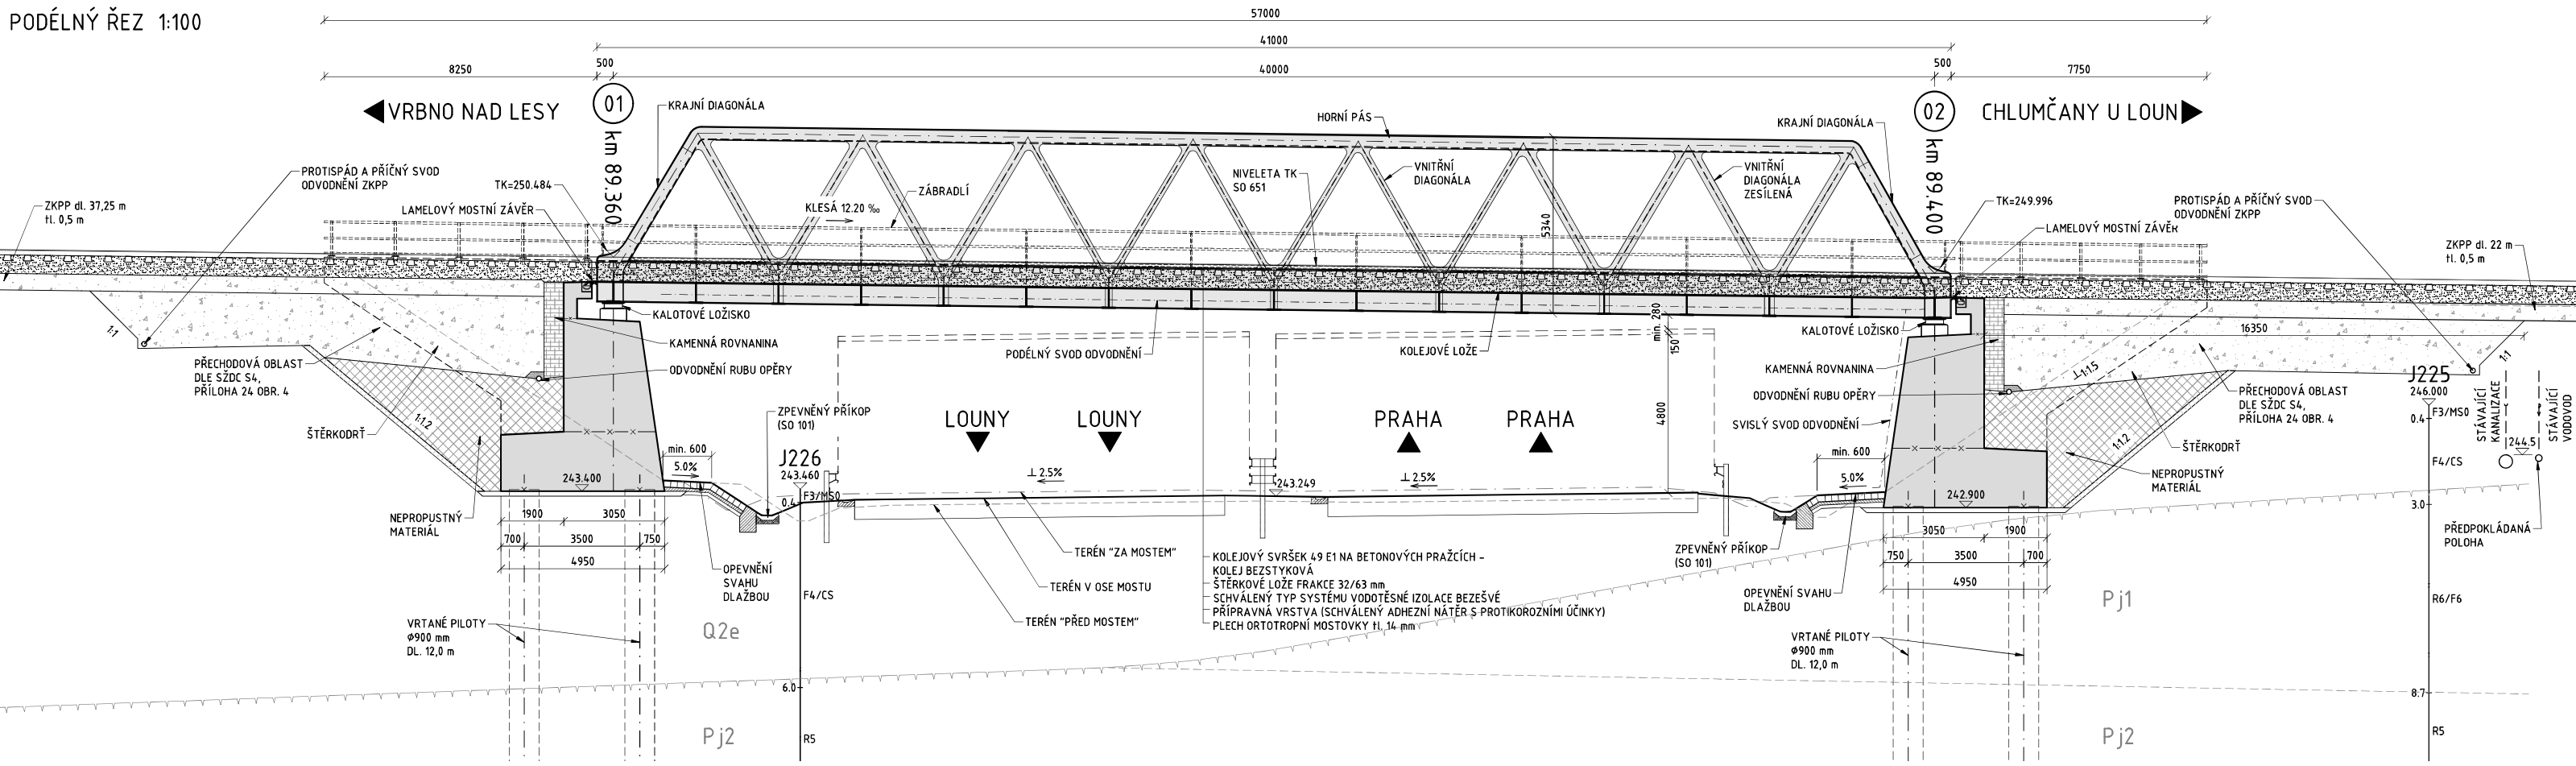 PODÉLNÝ ŘEZ 1:100
57000
41000
8250
500
40000
500
7750
VRBNO NAD LESY
01
km 89.360
KRAJNÍ DIAGONÁLA
HORNÍ PÁS
KRAJNÍ DIAGONÁLA
02
km 89.400
CHLUMČANY U LOUN
PROTISPÁD A PŘÍČNÝ SVOD
ODVODNĚNÍ ZKPP
TK=250.484
LAMELOVÝ MOSTNÍ ZÁVĚR
ZKPP dl. 37,25 m
tl. 0,5 m
ZÁBRADLÍ
KLESÁ 12.20 ‰
NIVELETA TK
SO 651
VNITŘNÍ
DIAGONÁLA
5340
VNITŘNÍ
DIAGONÁLA
ZESÍLENÁ
TK=249.996
LAMELOVÝ MOSTNÍ ZÁVĚR
PROTISPÁD A PŘÍČNÝ SVOD
ODVODNĚNÍ ZKPP
ZKPP dl. 22 m
tl. 0,5 m
1:1
KALOTOVÉ LOŽISKO
KAMENNÁ ROVNANINA
ODVODNĚNÍ RUBU OPĚRY
PŘECHODOVÁ OBLAST
DLE SŽDC S4,
PŘÍLOHA 24 OBR. 4
ŠTĚRKODRŤ
1:1.2
PODÉLNÝ SVOD ODVODNĚNÍ
KOLEJOVÉ LOŽE
min. 280
150
4800
KALOTOVÉ LOŽISKO
KAMENNÁ ROVNANINA
ODVODNĚNÍ RUBU OPĚRY
SVISLÝ SVOD ODVODNĚNÍ
16350
⊥1:1.5
1:1
1:1.2
PŘECHODOVÁ OBLAST
DLE SŽDC S4,
PŘÍLOHA 24 OBR. 4
ŠTĚRKODRŤ
NEPROPUSTNÝ
MATERIÁL
J225
246.000
0.4
F3/MS0
F4/CS
3.0
R6/F6
8.7
R5
STÁVAJÍCÍ
KANALIZACE
244.5
STÁVAJÍCÍ
VODOVOD
PŘEDPOKLÁDANÁ
POLOHA
ZPEVNĚNÝ PŘÍKOP
(SO 101)
LOUNY
LOUNY
PRAHA
PRAHA
min. 600
5.0%
J226
243.460
0.4
F3/MS0
⊥ 2.5%
243.249
⊥ 2.5%
min. 600
5.0%
243.400
242.900
NEPROPUSTNÝ
MATERIÁL
1900
3050
700
3500
750
4950
OPEVNĚNÍ
SVAHU
DLAŽBOU
F4/CS
TERÉN "ZA MOSTEM"
TERÉN V OSE MOSTU
TERÉN "PŘED MOSTEM"
KOLEJOVÝ SVRŠEK 49 E1 NA BETONOVÝCH PRAŽCÍCH -
KOLEJ BEZSTYKOVÁ
ŠTĚRKOVÉ LOŽE FRAKCE 32/63 mm
SCHVÁLENÝ TYP SYSTÉMU VODOTĚSNÉ IZOLACE BEZEŠVÉ
PŘÍPRAVNÁ VRSTVA (SCHVÁLENÝ ADHEZNÍ NÁTĚR S PROTIKOROZNÍMI ÚČINKY)
PLECH ORTOTROPNÍ MOSTOVKY tl. 14 mm
ZPEVNĚNÝ PŘÍKOP
(SO 101)
OPEVNĚNÍ SVAHU
DLAŽBOU
3050
1900
750
3500
700
4950
VRTANÉ PILOTY
Ø900 mm
DL. 12,0 m
Q2e
6.0
Pj2
R5
VRTANÉ PILOTY
Ø900 mm
DL. 12,0 m
Pj1
Pj2